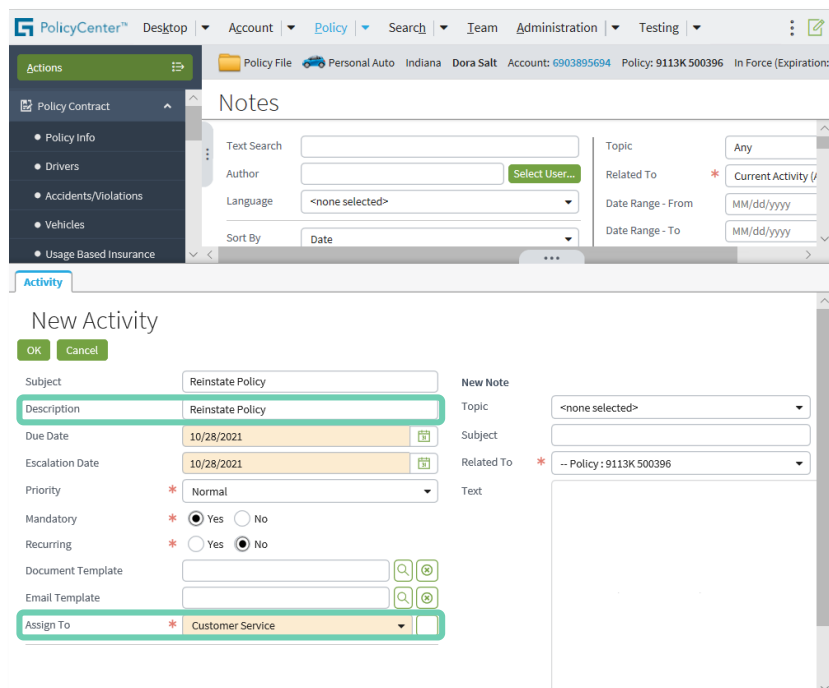 PolicyCenter™ Desktop Account Policy Search Team Administration Testing
Actions
Policy File Personal Auto Indiana Dora Salt Account: 6903895694 Policy: 9113K 500396 In Force (Expiration:
Policy Contract
Policy Info
Drivers
Accidents/Violations
Vehicles
Usage Based Insurance
Notes
Text Search
Author Select User...
Language <none selected>
Sort By Date
Topic Any
Related To * Current Activity (A
Date Range - From MM/dd/yyyy
Date Range - To MM/dd/yyyy
Activity
New Activity
OK Cancel
Subject Reinstate Policy
Description Reinstate Policy
Due Date 10/28/2021
Escalation Date 10/28/2021
Priority * Normal
Mandatory * Yes No
Recurring * Yes No
Document Template
Email Template
Assign To * Customer Service
New Note
Topic <none selected>
Subject
Related To * -- Policy : 9113K 500396
Text